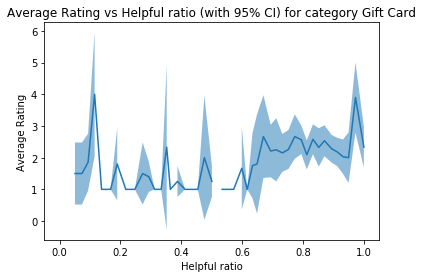 Average Rating vs Helpful ratio (with 95% CI) for category Gift Card
6
5
4
3
2
1
0
Average Rating
0.0 0.2 0.4 0.6 0.8 1.0
Helpful ratio